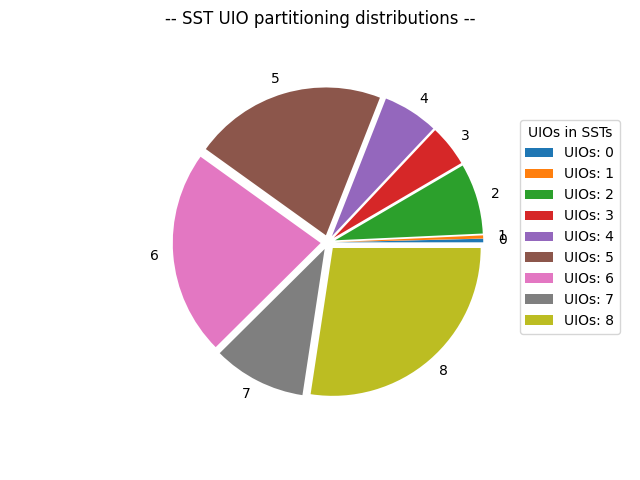 -- SST UIO partitioning distributions --
5
4
3
2
1
0
6
7
8
UIOs in SSTs
UIOs: 0
UIOs: 1
UIOs: 2
UIOs: 3
UIOs: 4
UIOs: 5
UIOs: 6
UIOs: 7
UIOs: 8